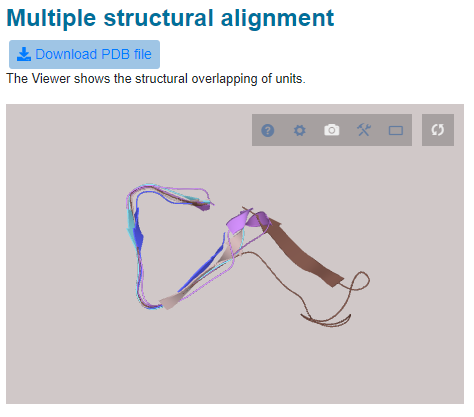 Multiple structural alignment
Download PDB file
The Viewer shows the structural overlapping of units.